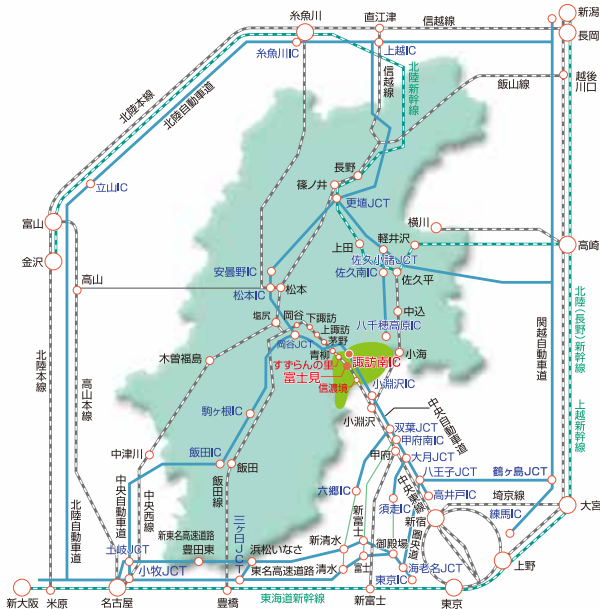 新潟
糸魚川
直江津
信越線
長岡
糸魚川IC
上越IC
北陸新幹線
信越線
飯山線
越後川口
北陸本線
北陸自動車道
長野
篠ノ井
立山IC
更埴JCT
富山
横川
軽井沢
上田
佐久小諸JCT
高崎
金沢
安曇野IC
佐久南IC
佐久平
高山
松本IC
松本
中込
塩尻
岡谷
下諏訪
上諏訪
八千穂高原IC
岡谷JCT
茅野
青柳
諏訪南IC
小海
すずらんの里
富士見
信濃境
小淵沢IC
小淵沢
木曽福島
北陸(長野)新幹線
関越自動車道
上越新幹線
北陸本線
高山本線
駒ヶ根IC
中央自動車道
双葉JCT
甲府南IC
甲府
大月JCT
中津川
飯田IC
飯田
飯田線
八王子JCT
鶴ヶ島JCT
六郷IC
高井戸IC
埼京線
大宮
練馬IC
北陸自動車道
中央自動車道
中央西線
中央東線
新宿
圏央道
須走IC
新富士
三ヶ日JCT
新東名高速道路
豊田東
浜松いなさ
新清水
御殿場
海老名JCT
上野
土岐JCT
小牧JCT
東名高速道路
清水
富士
東京IC
新大阪
米原
名古屋
豊橋
東海道新幹線
新富士
東京